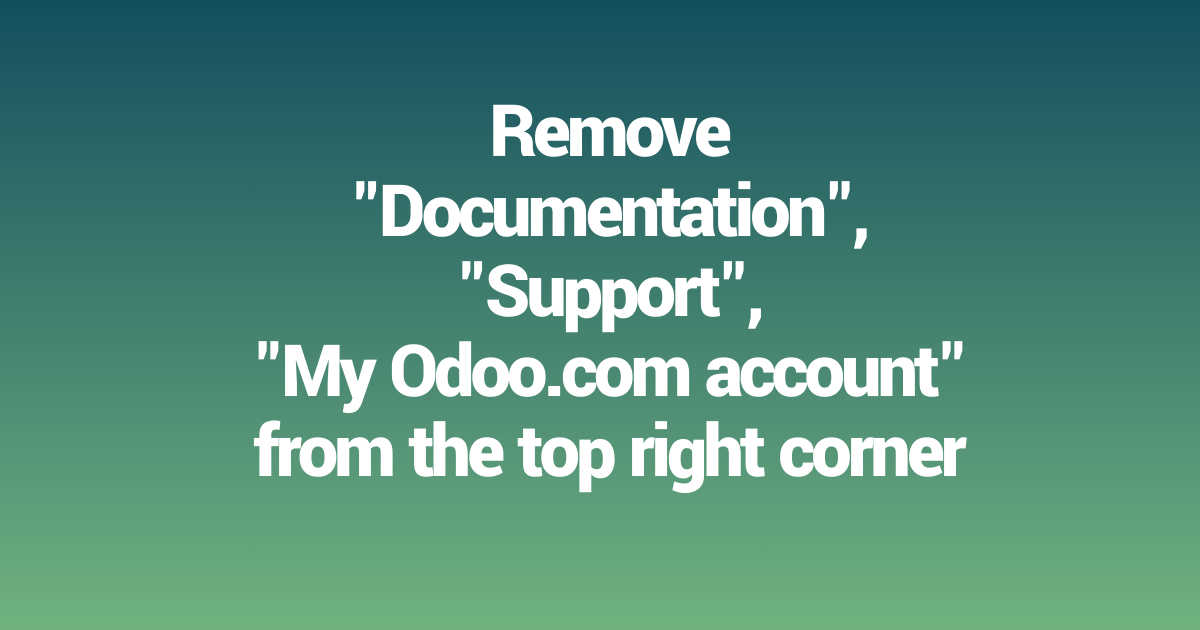 Remove
"Documentation",
"Support",
"My Odoo.com account"
from the top right corner